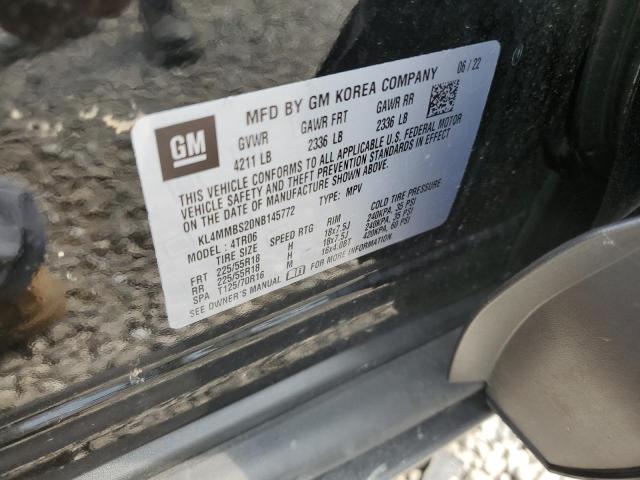 GM
MFD BY GM KOREA COMPANY 06 / 22
GVWR GAWR FRT GAWR RR
4211 LB 2336 LB 2336 LB
THIS VEHICLE CONFORMS TO ALL APPLICABLE U.S. FEDERAL MOTOR
VEHICLE SAFETY AND THEFT PREVENTION STANDARDS IN EFFECT
ON THE DATE OF MANUFACTURE SHOWN ABOVE.
KL4MMBS20NB145772 TYPE: MPV
MODEL: 4TR06
TIRE SIZE SPEED RTG RIM COLD TIRE PRESSURE
FRT 225/55R18 H 18x7.5J 240KPA, 35 PSI
RR 225/55R18 H 18x7.5J 240KPA, 35 PSI
SPA T125/70R16 M 16x4.0BT 420KPA, 60 PSI
SEE OWNER'S MANUAL FOR MORE INFORMATION.